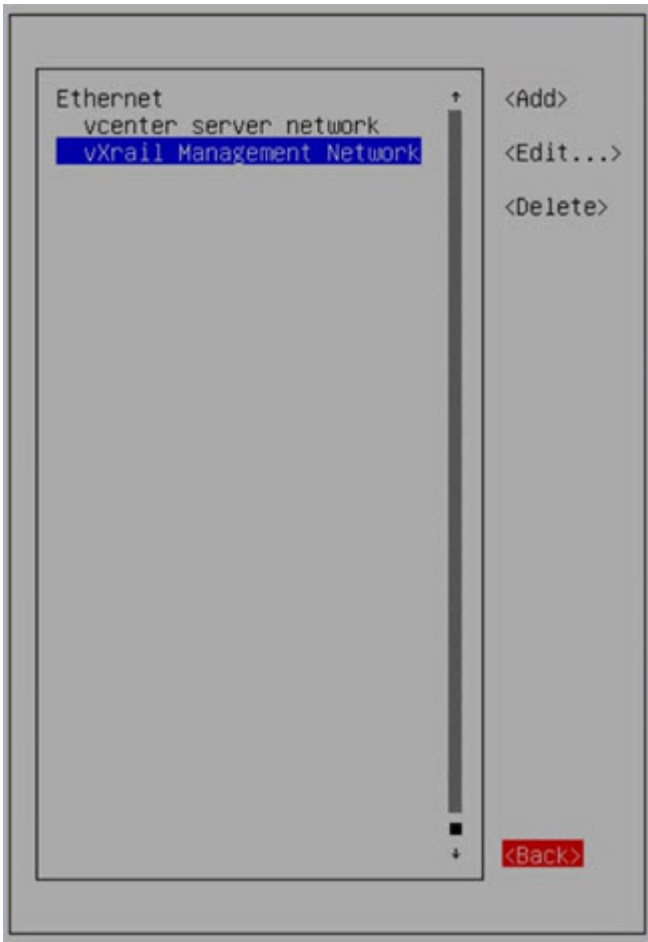 Ethernet
vcenter server network
vXrail Management Network
<Add>
<Edit...>
<Delete>
<Back>